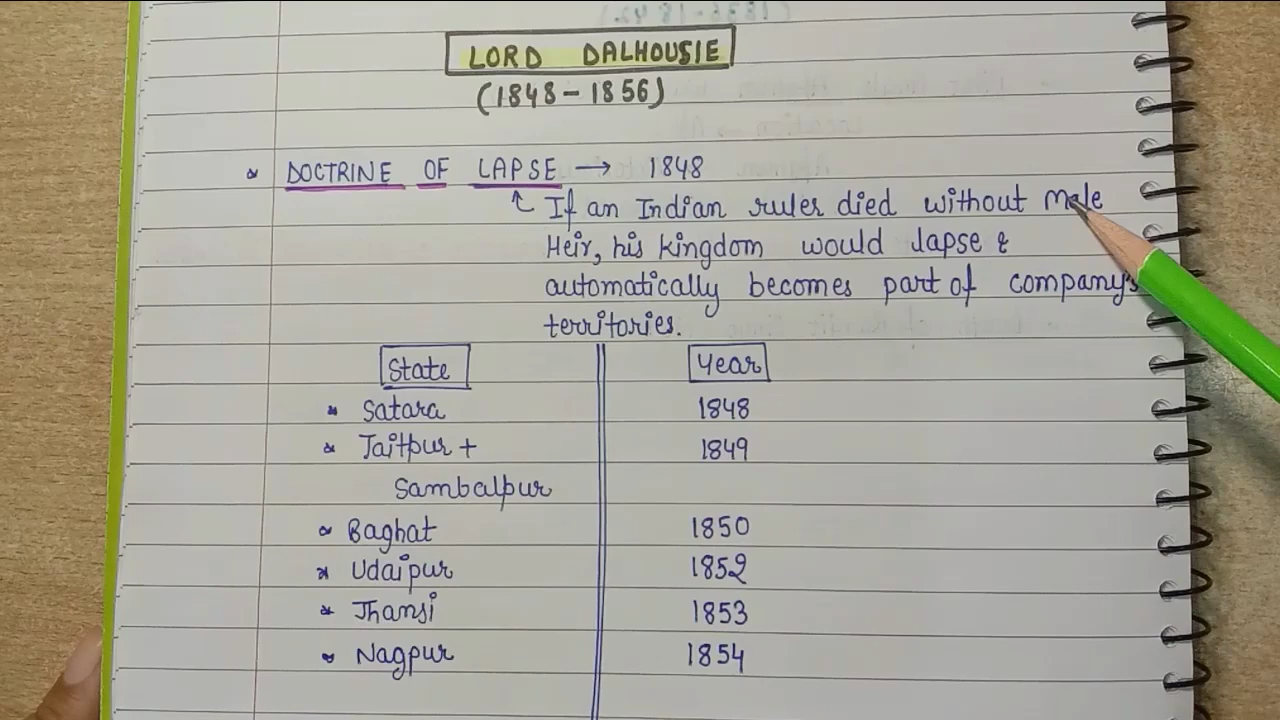 LORD DALHOUSIE
(1848-1856)
DOCTRINE OF LAPSE → 1848
If an Indian ruler died without Male
Heir, his kingdom would lapse &
automatically becomes part of company's
territories.
State Year
Satara 1848
Jaitpur + 1849
Sambalpur
Baghat 1850
Udaipur 1852
Jhansi 1853
Nagpur 1854